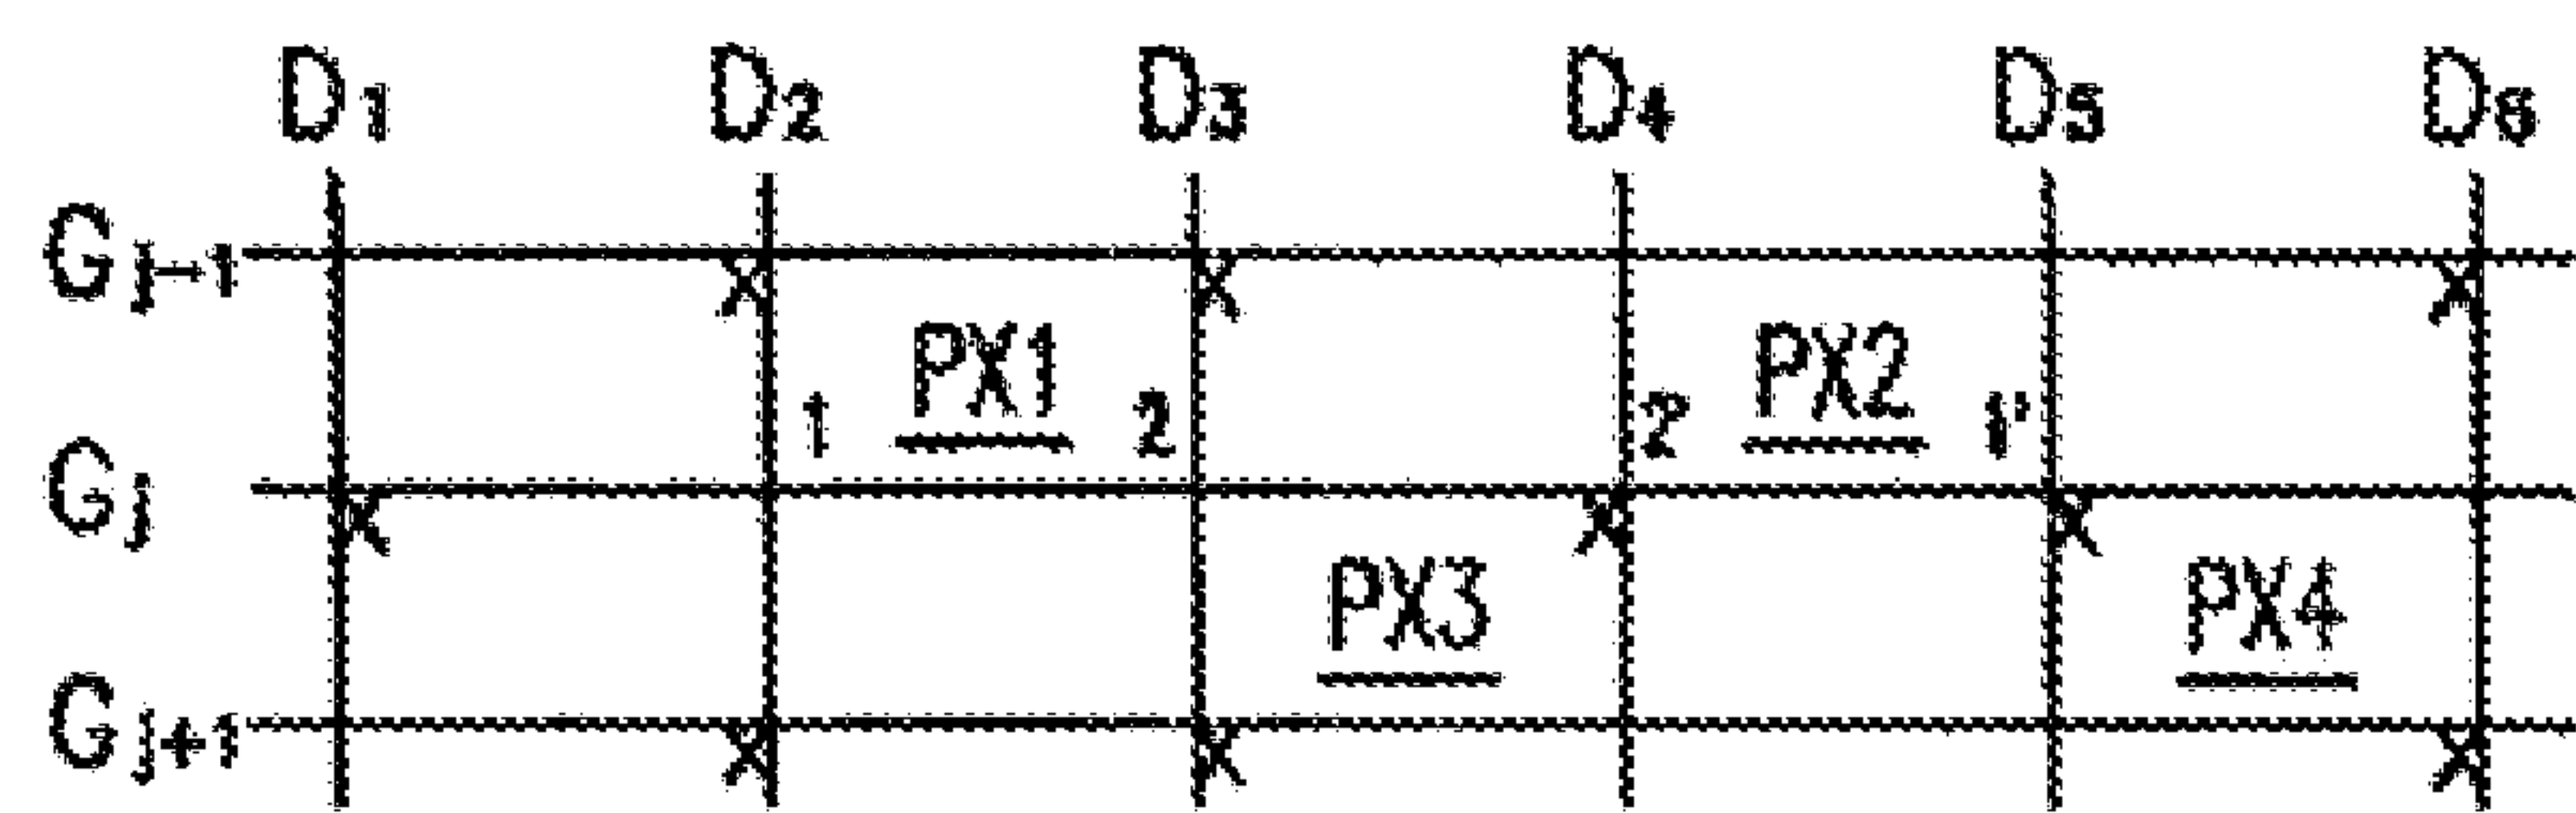 D1 D2 D3 D4 D5 D6
Gj-1
PX1 PX2
1 2 2 1'
Gj
PX3 PX4
Gj+1